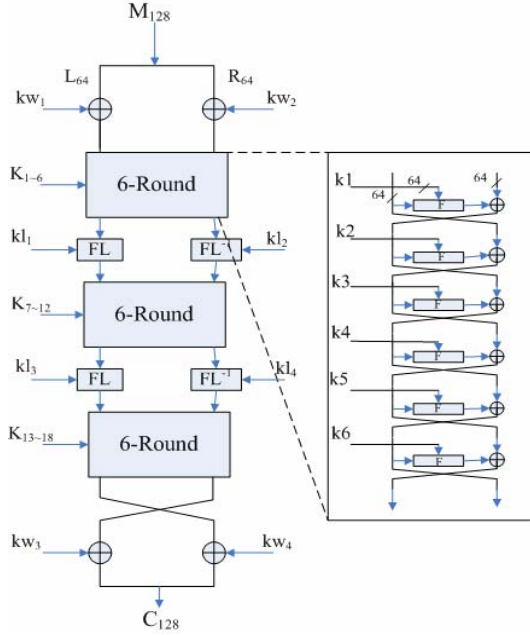 M128
L64 R64
kw1 kw2
K1~6 6-Round
kl1 FL FL-1 kl2
K7~12 6-Round
kl3 FL FL-1 kl4
K13~18 6-Round
kw3 kw4
C128
64 64
k1 64 F
k2 F
k3 F
k4 F
k5 F
k6 F